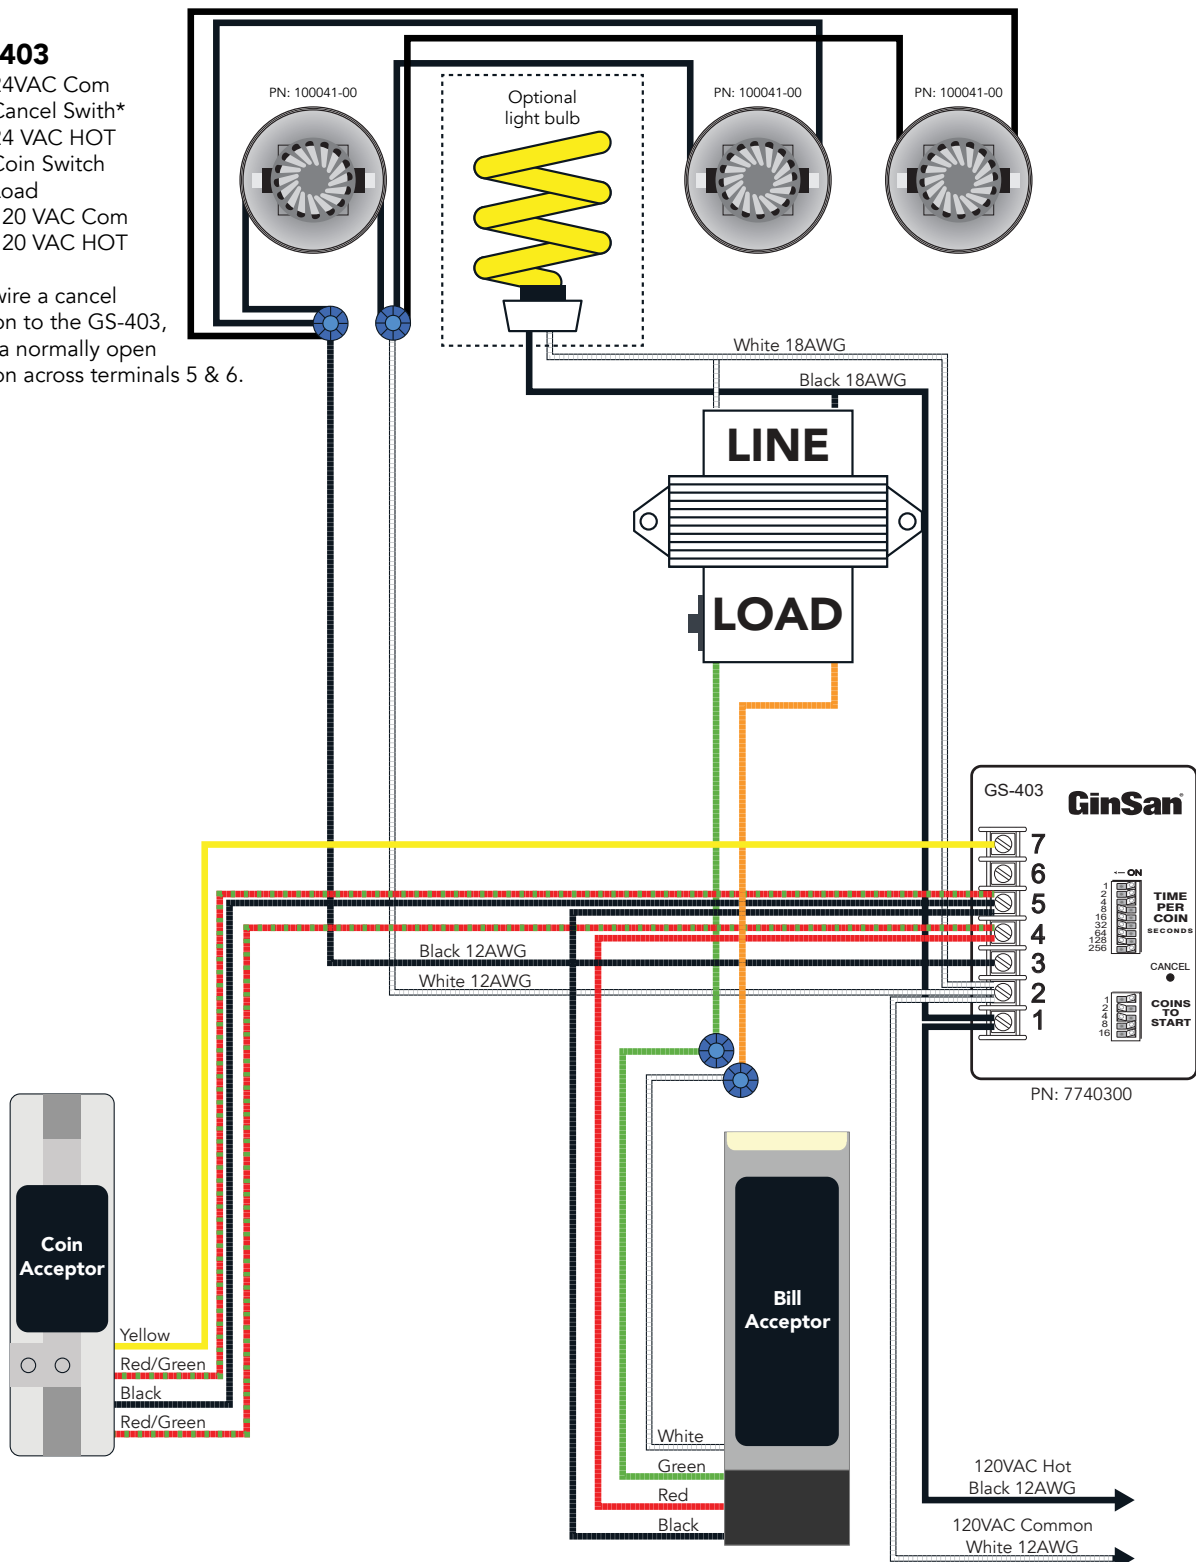 403
24VAC Com
Cancel Swith*
24 VAC HOT
Coin Switch
Load
120 VAC Com
120 VAC HOT
wire a cancel
on to the GS-403,
a normally open
on across terminals 5 & 6.
PN: 100041-00
Optional
light bulb
PN: 100041-00
PN: 100041-00
White 18AWG
Black 18AWG
LINE
LOAD
GS-403
GinSan
7
6
5
4
3
2
1
ON
1
2
4
8
16
32
64
128
256
TIME
PER
COIN
SECONDS
CANCEL
1
2
4
8
16
COINS
TO
START
PN: 7740300
Black 12AWG
White 12AWG
Coin
Acceptor
Yellow
Red/Green
Black
Red/Green
Bill
Acceptor
White
Green
Red
Black
120VAC Hot
Black 12AWG
120VAC Common
White 12AWG